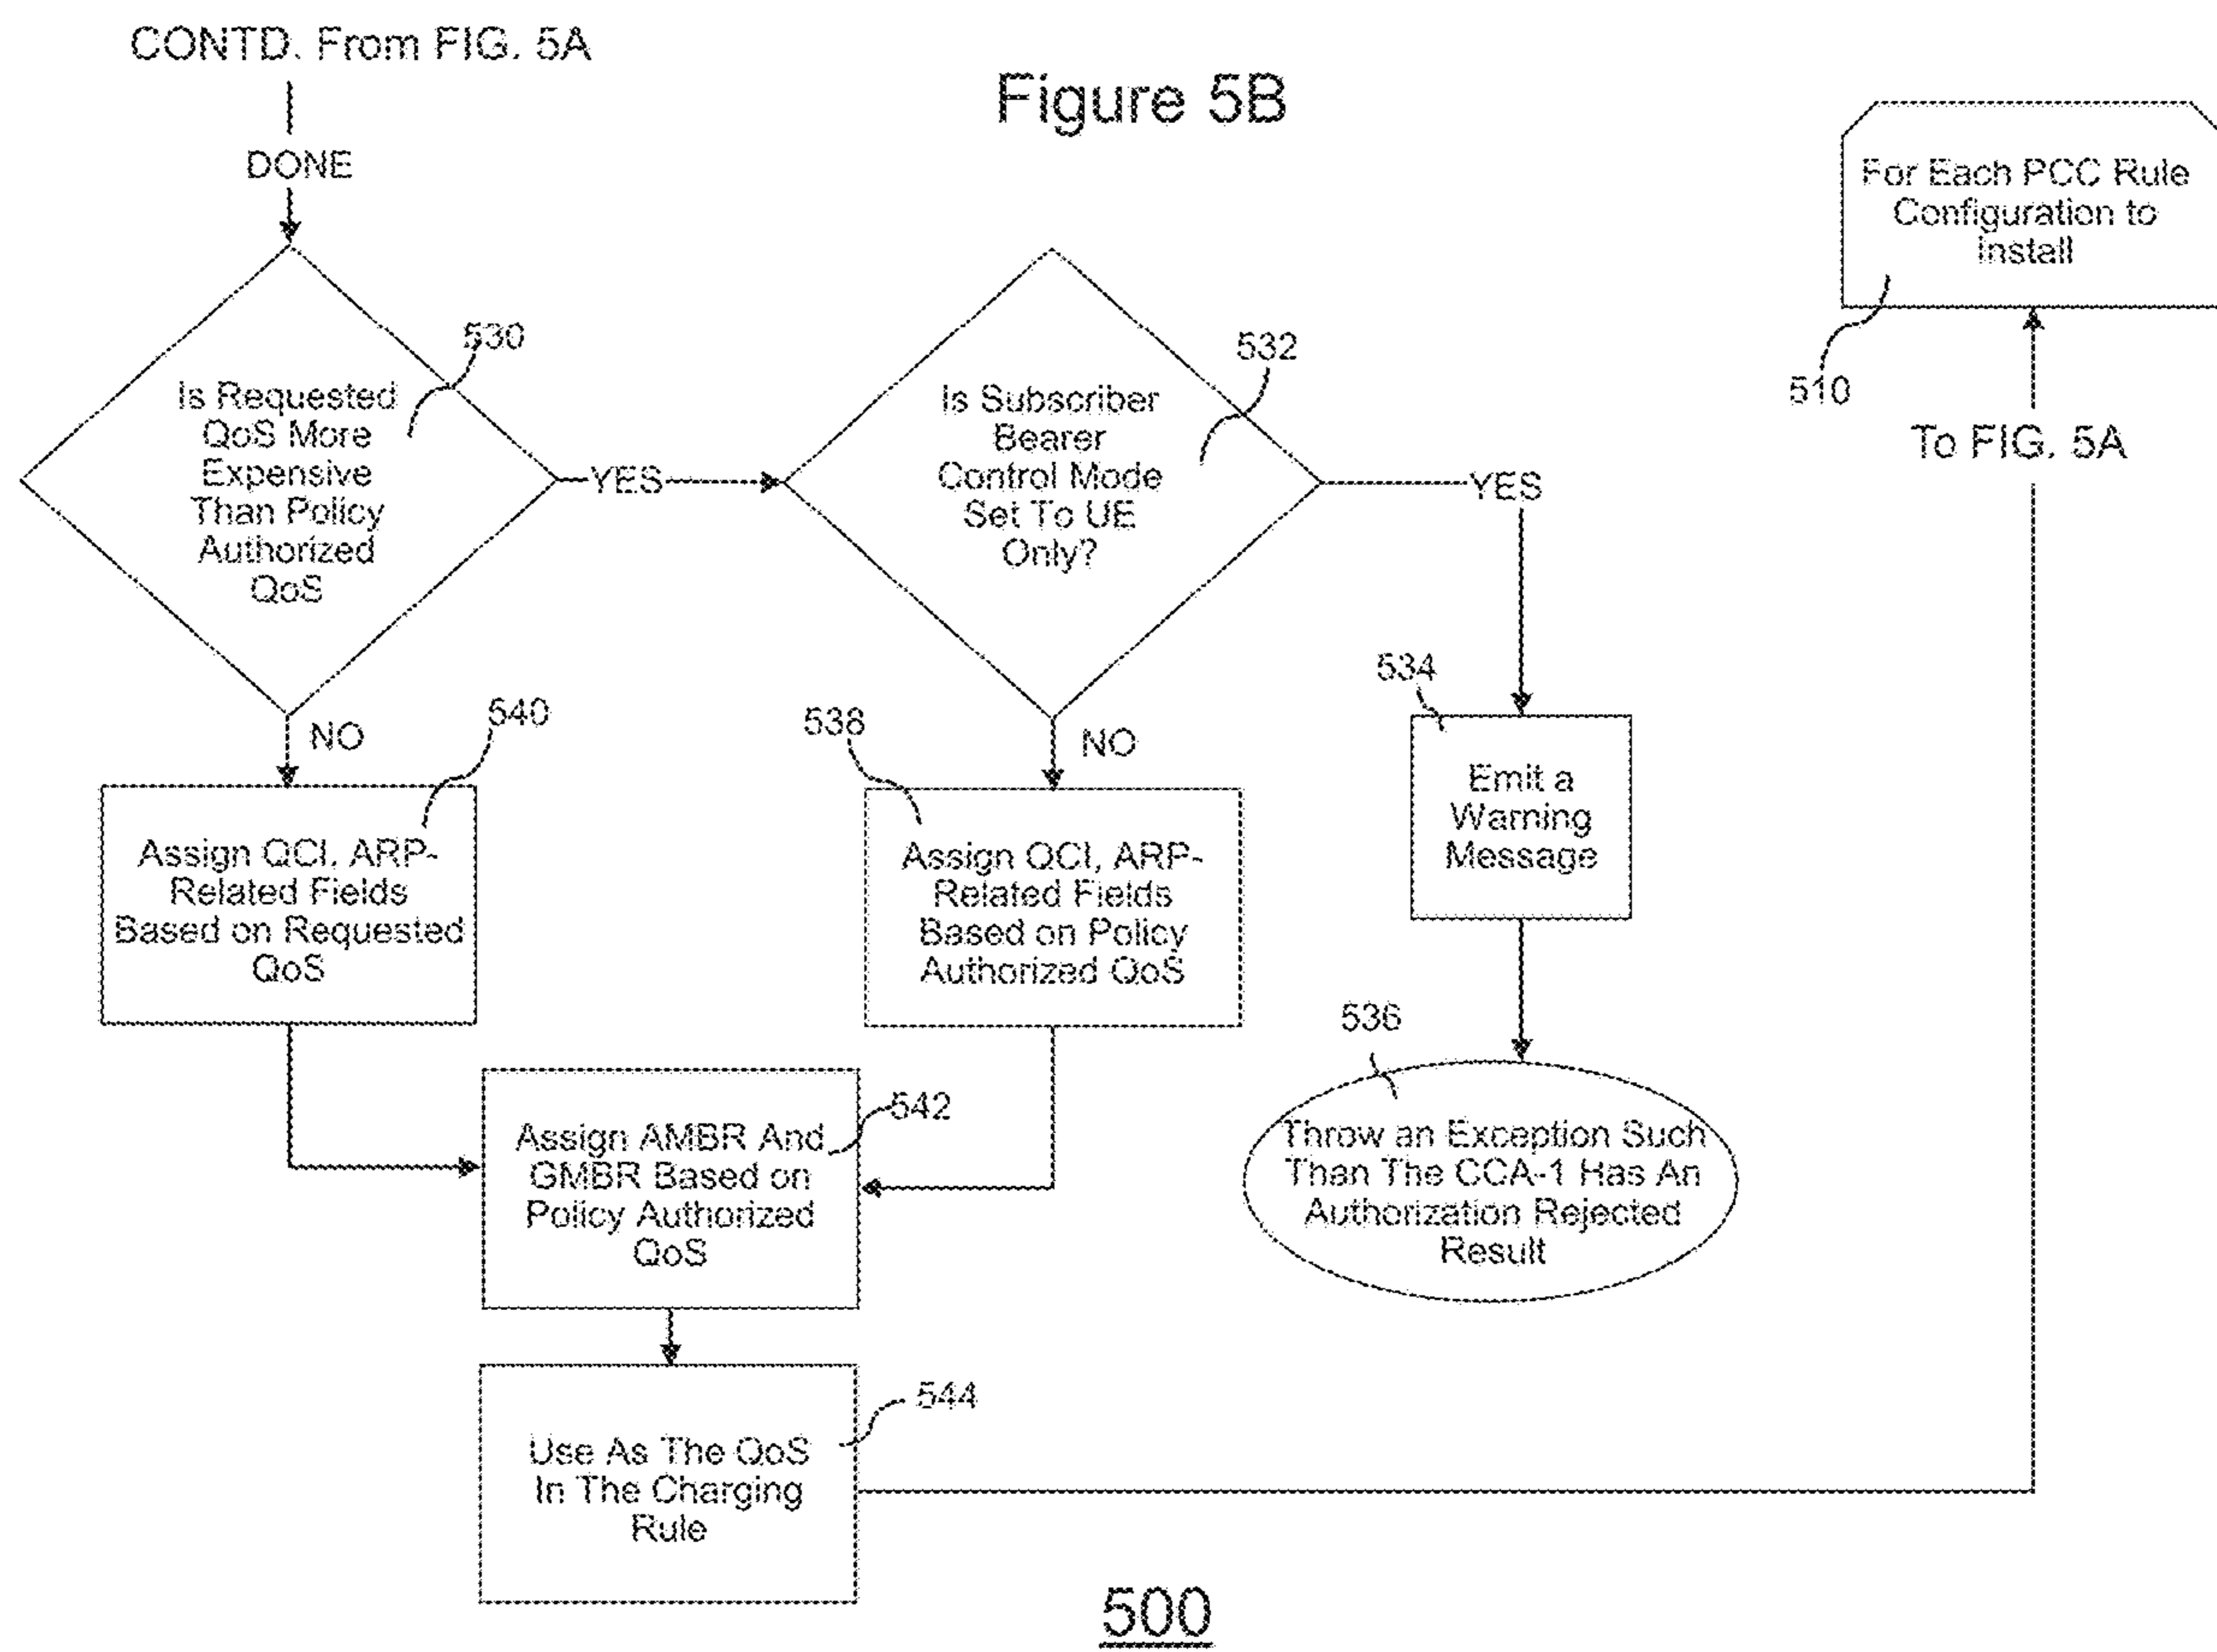 CONTD. From FIG. 5A
Figure 5B
DONE
For Each PCC Rule
Configuration to
Install
510
To FIG. 5A
530
Is Requested
QoS More
Expensive
Than Policy
Authorized
QoS
YES
532
Is Subscriber
Bearer
Control Mode
Set To UE
Only?
YES
NO
540
538
NO
534
Assign QCI, ARP-
Related Fields
Based on Requested
QoS
Assign QCI, ARP-
Related Fields
Based on Policy
Authorized QoS
Emit a
Warning
Message
536
542
Assign AMBR And
GMBR Based on
Policy Authorized
QoS
Throw an Exception Such
Than The CCA-1 Has An
Authorization Rejected
Result
544
Use As The QoS
In The Charging
Rule
500